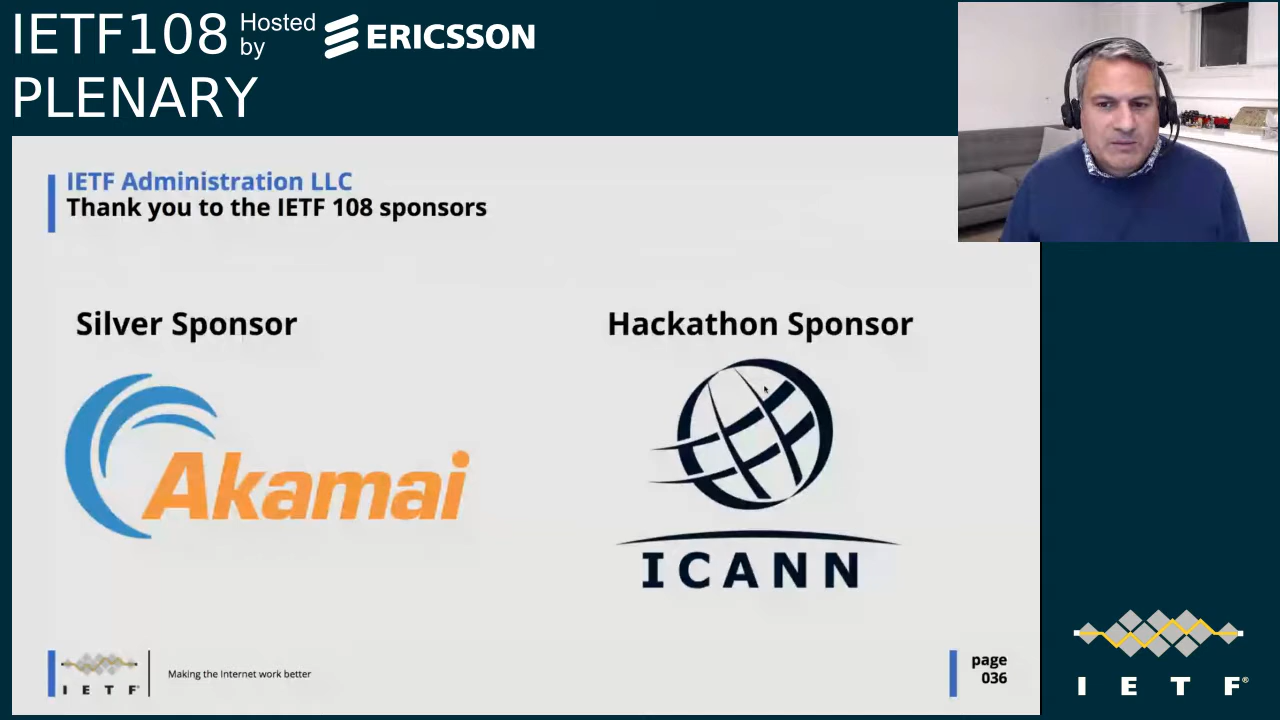 IETF108 Hosted by ERICSSON
PLENARY
IETF Administration LLC
Thank you to the IETF 108 sponsors
Silver Sponsor
Hackathon Sponsor
Akamai
ICANN
IETF
Making the Internet work better
page
036
IETF®